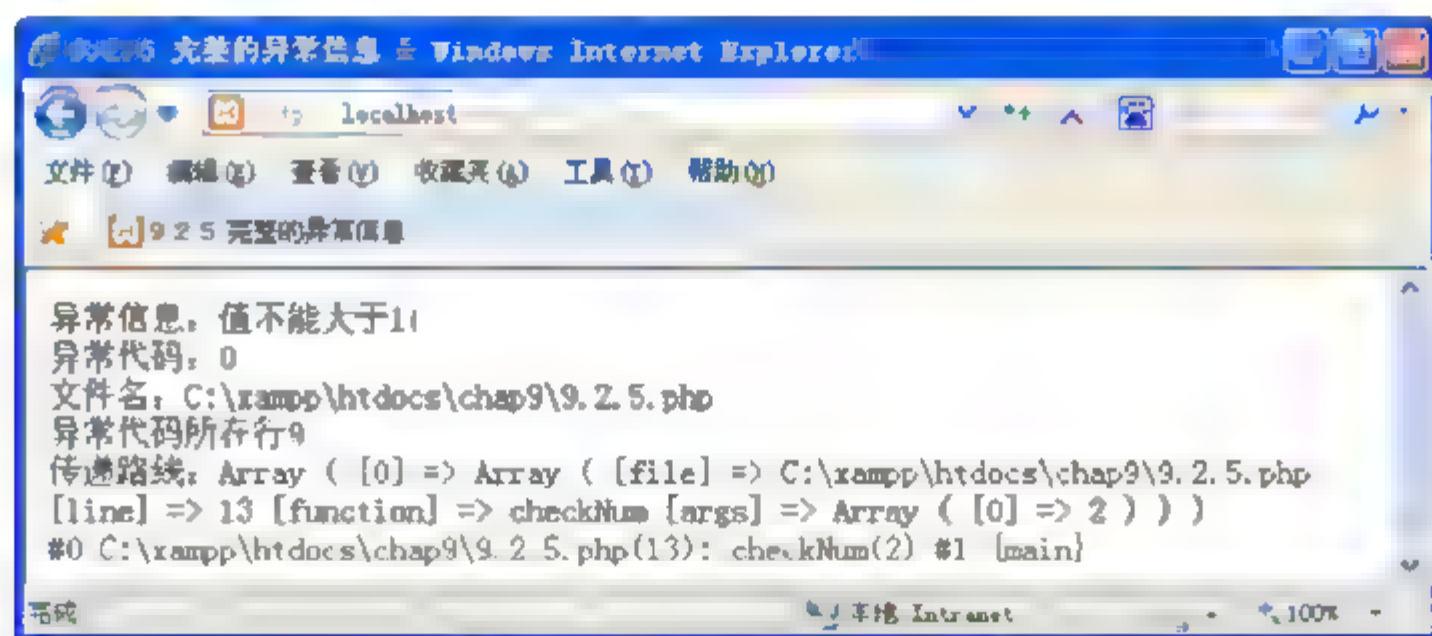 完整的异常信息 - Windows Internet Explorer
localhost
文件(F) 编辑(E) 查看(V) 收藏夹(A) 工具(T) 帮助(H)
9 2 5 完整的异常信息
异常信息: 值不能大于1
异常代码: 0
文件名: C:\xampp\htdocs\chap9\9.2.5.php
异常代码所在行9
传递路线: Array ( [0] => Array ( [file] => C:\xampp\htdocs\chap9\9.2.5.php
[line] => 13 [function] => checkNum [args] => Array ( [0] => 2 ) ) )
#0 C:\xampp\htdocs\chap9\9.2.5.php(13): checkNum(2) #1 {main}
完成
Intranet
100%